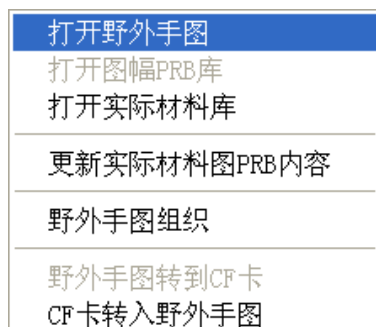 打开野外手图
打开图幅PRB库
打开实际材料库
更新实际材料图PRB内容
野外手图组织
野外手图转到CF卡
CF卡转入野外手图